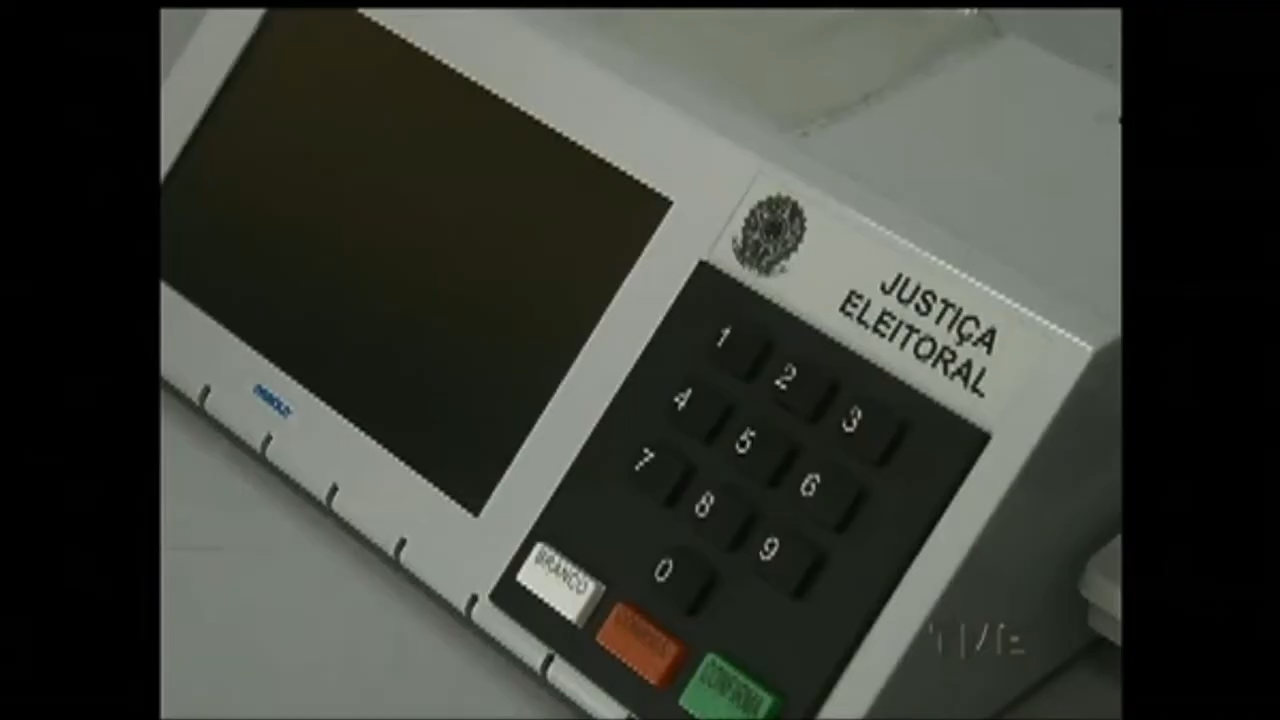 JUSTIÇA
ELEITORAL
1 2 3
4 5 6
7 8 9
0
BRANCO
CONFIRMA